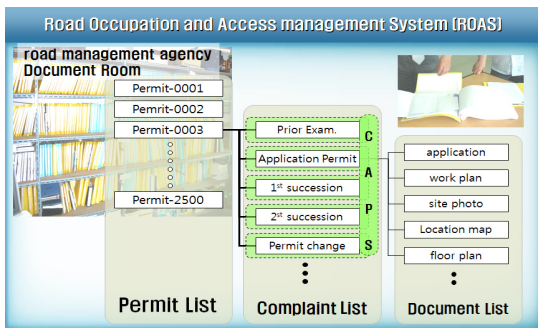 Road Occupation and Access management System (ROAS)
road management agency
Document Room
Permit-0001
Permit-0002
Permit-0003
Permit-2500
Permit List
Prior Exam.
Application Permit
1st succession
2st succession
Permit change
C
A
P
S
Complaint List
application
work plan
site photo
Location map
floor plan
Document List